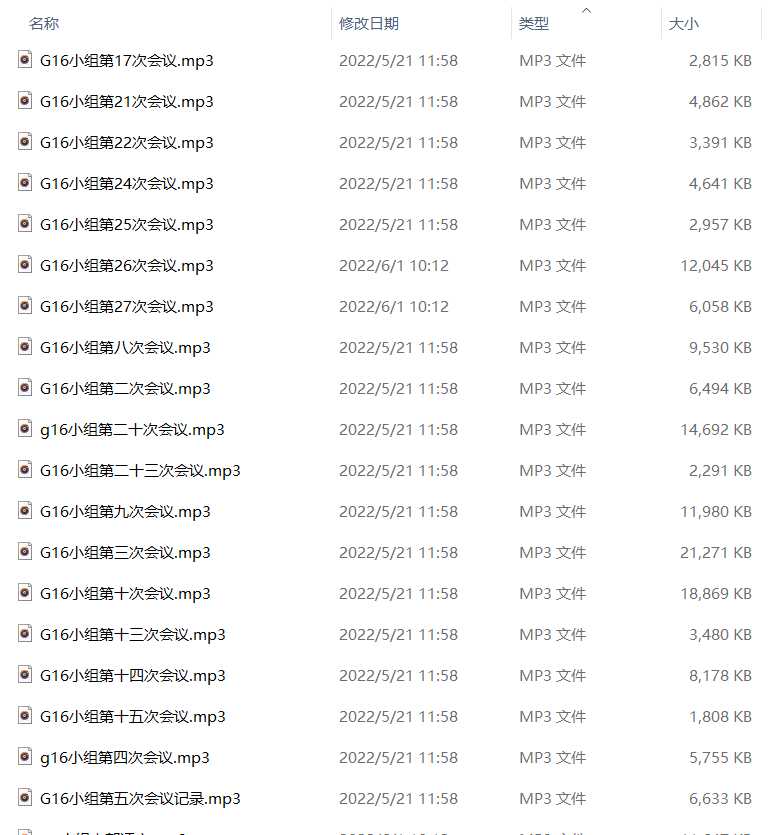 名称 修改日期 类型 大小
G16小组第17次会议.mp3 2022/5/21 11:58 MP3 文件 2,815 KB
G16小组第21次会议.mp3 2022/5/21 11:58 MP3 文件 4,862 KB
G16小组第22次会议.mp3 2022/5/21 11:58 MP3 文件 3,391 KB
G16小组第24次会议.mp3 2022/5/21 11:58 MP3 文件 4,641 KB
G16小组第25次会议.mp3 2022/5/21 11:58 MP3 文件 2,957 KB
G16小组第26次会议.mp3 2022/6/1 10:12 MP3 文件 12,045 KB
G16小组第27次会议.mp3 2022/6/1 10:12 MP3 文件 6,058 KB
G16小组第八次会议.mp3 2022/5/21 11:58 MP3 文件 9,530 KB
G16小组第二次会议.mp3 2022/5/21 11:58 MP3 文件 6,494 KB
g16小组第二十次会议.mp3 2022/5/21 11:58 MP3 文件 14,692 KB
G16小组第二十三次会议.mp3 2022/5/21 11:58 MP3 文件 2,291 KB
G16小组第九次会议.mp3 2022/5/21 11:58 MP3 文件 11,980 KB
G16小组第三次会议.mp3 2022/5/21 11:58 MP3 文件 21,271 KB
G16小组第十次会议.mp3 2022/5/21 11:58 MP3 文件 18,869 KB
G16小组第十三次会议.mp3 2022/5/21 11:58 MP3 文件 3,480 KB
G16小组第十四次会议.mp3 2022/5/21 11:58 MP3 文件 8,178 KB
G16小组第十五次会议.mp3 2022/5/21 11:58 MP3 文件 1,808 KB
g16小组第四次会议.mp3 2022/5/21 11:58 MP3 文件 5,755 KB
G16小组第五次会议记录.mp3 2022/5/21 11:58 MP3 文件 6,633 KB